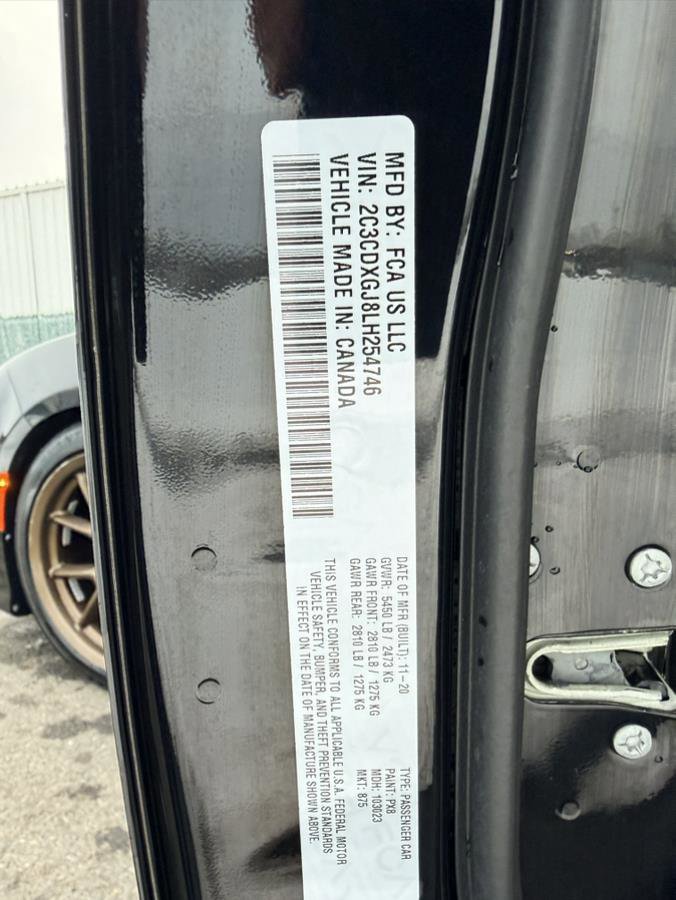 MFD BY: FCA US LLC
VIN: 2C3CDXGJ8LH254746
VEHICLE MADE IN: CANADA
DATE OF MFR (BUILT): 11-20
GVWR: 5450 LB / 2473 KG
GAWR FRONT: 2810 LB / 1275 KG
GAWR REAR: 2810 LB / 1275 KG
THIS VEHICLE CONFORMS TO ALL APPLICABLE U.S.A. FEDERAL MOTOR
VEHICLE SAFETY, BUMPER, AND THEFT PREVENTION STANDARDS
IN EFFECT ON THE DATE OF MANUFACTURE SHOWN ABOVE.
TYPE: PASSENGER CAR
PAINT: PX8
MDH: 103023
MKT: 875